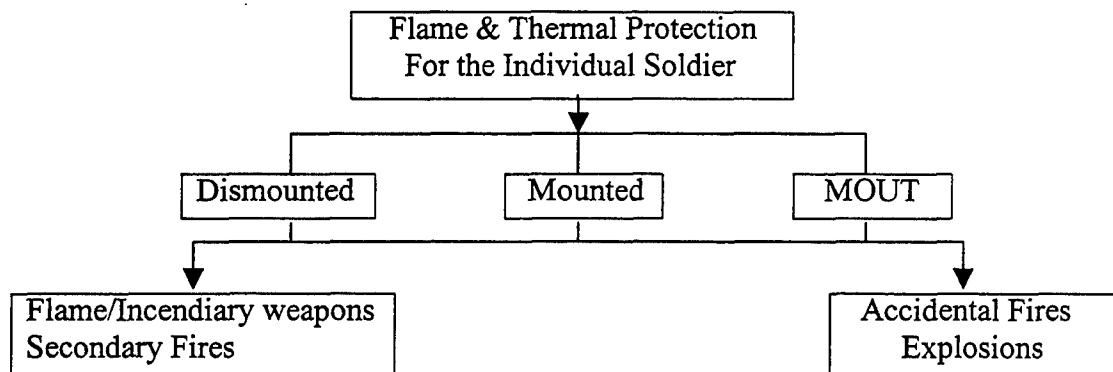 Flame & Thermal Protection
For the Individual Soldier
Dismounted
Mounted
MOUT
Flame/Incendiary weapons
Secondary Fires
Accidental Fires
Explosions